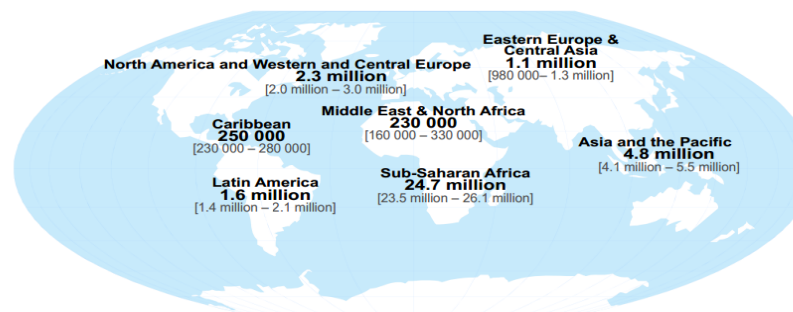 Eastern Europe &
Central Asia
1.1 million
[980 000– 1.3 million]
North America and Western and Central Europe
2.3 million
[2.0 million – 3.0 million]
Middle East & North Africa
230 000
[160 000 – 330 000]
Caribbean
250 000
[230 000 – 280 000]
Asia and the Pacific
4.8 million
[4.1 million – 5.5 million]
Sub-Saharan Africa
24.7 million
[23.5 million – 26.1 million]
Latin America
1.6 million
[1.4 million – 2.1 million]